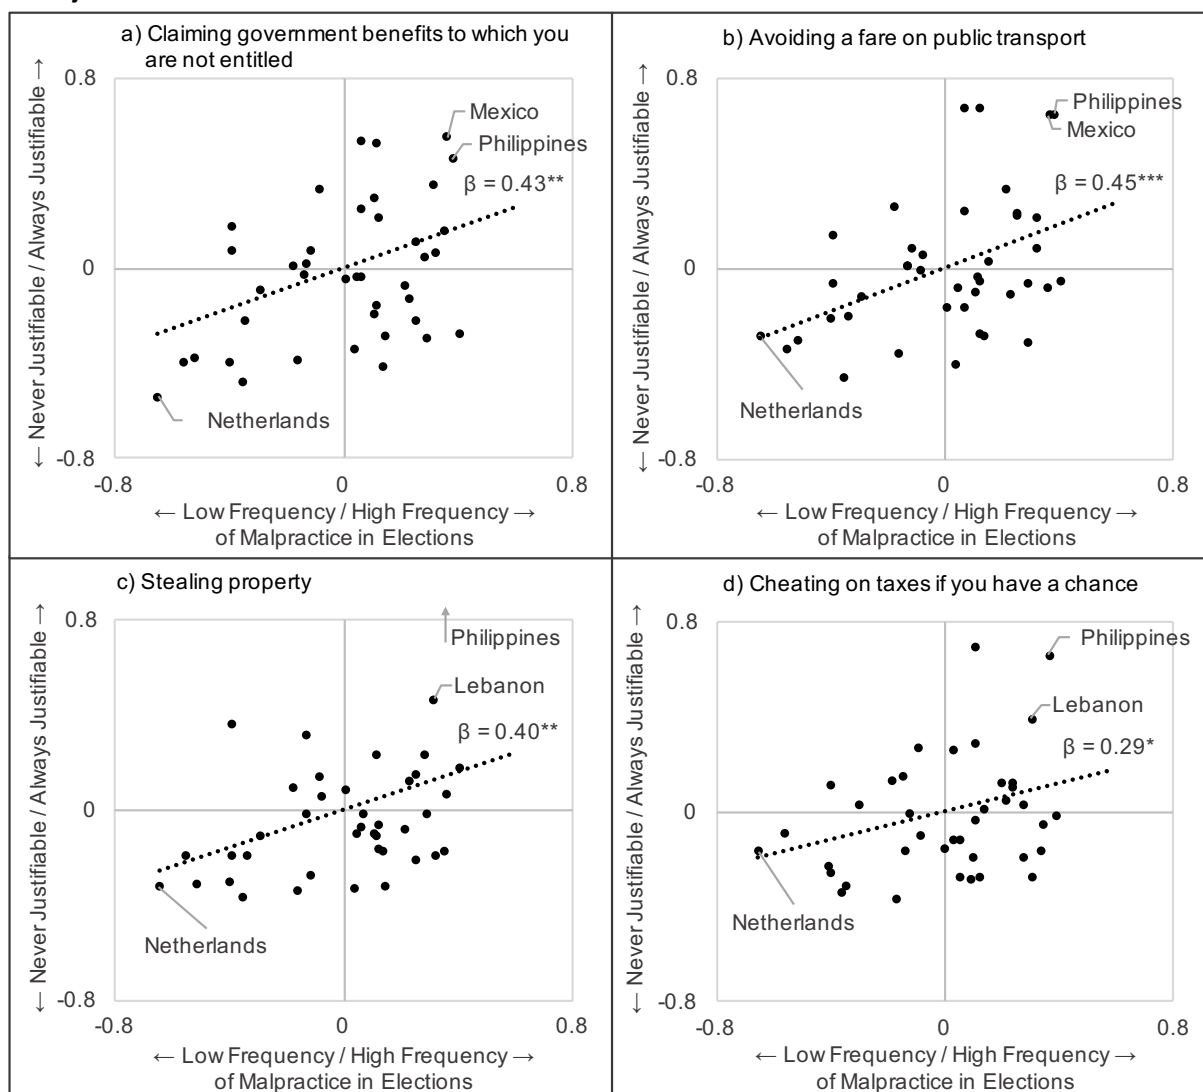 a) Claiming government benefits to which you
are not entitled
← Never Justifiable / Always Justifiable →
0.8
0
-0.8
Mexico
Philippines
β = 0.43**
Netherlands
-0.8
0
0.8
← Low Frequency / High Frequency →
of Malpractice in Elections
b) Avoiding a fare on public transport
← Never Justifiable / Always Justifiable →
0.8
0
-0.8
Philippines
Mexico
β = 0.45***
Netherlands
-0.8
0
0.8
← Low Frequency / High Frequency →
of Malpractice in Elections
c) Stealing property
← Never Justifiable / Always Justifiable →
0.8
0
-0.8
Philippines
Lebanon
β = 0.40**
Netherlands
-0.8
0
0.8
← Low Frequency / High Frequency →
of Malpractice in Elections
d) Cheating on taxes if you have a chance
← Never Justifiable / Always Justifiable →
0.8
0
-0.8
Philippines
Lebanon
β = 0.29*
Netherlands
-0.8
0
0.8
← Low Frequency / High Frequency →
of Malpractice in Elections